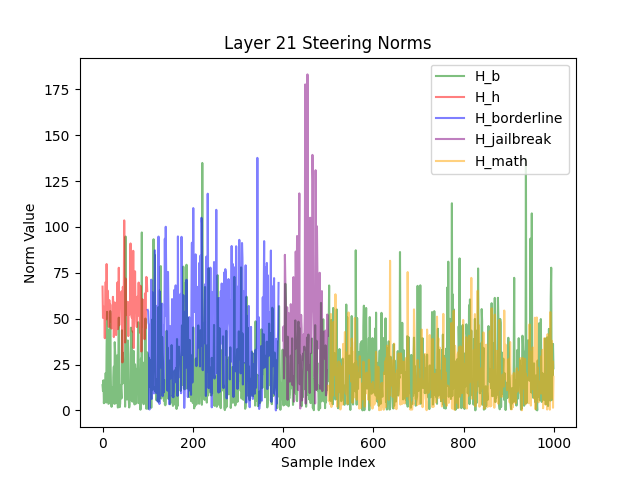 Layer 21 Steering Norms
H_b
H_h
H_borderline
H_jailbreak
H_math
Norm Value
175
150
125
100
75
50
25
0
0 200 400 600 800 1000
Sample Index